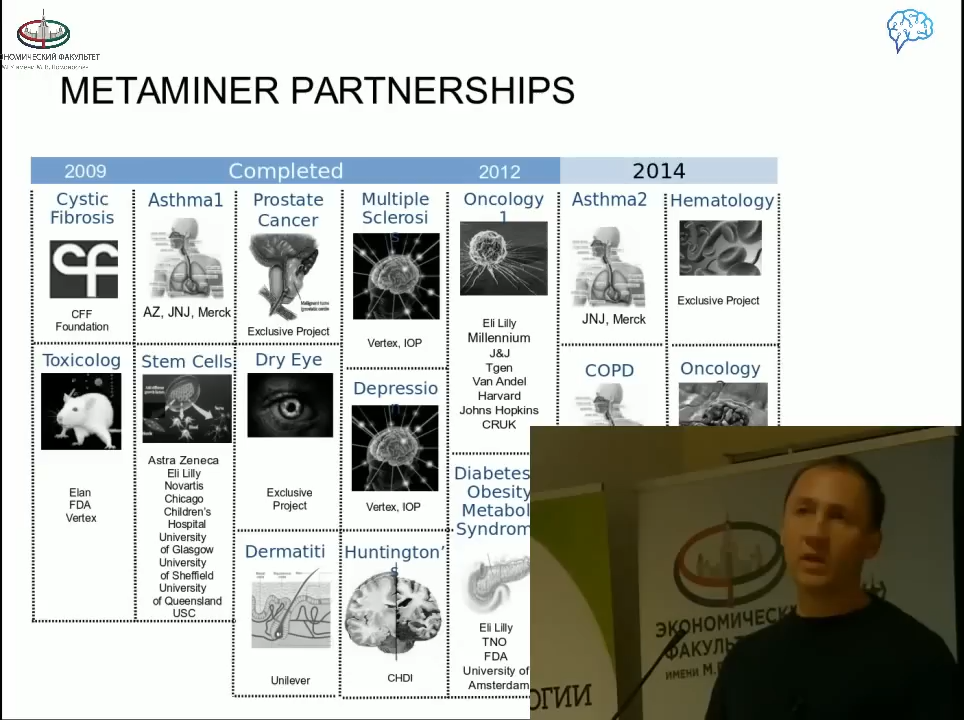 ЭКОНОМИЧЕСКИЙ ФАКУЛЬТЕТ
METAMINER PARTNERSHIPS
2009
Completed
2012
2014
Cystic
Fibrosis
CFF
Foundation
Asthma1
AZ, JNJ, Merck
Prostate
Cancer
Exclusive Project
Multiple
Sclerosi
s
Vertex, IOP
Oncology
1
Eli Lilly
Millennium
J&J
Tgen
Van Andel
Harvard
Johns Hopkins
CRUK
Asthma2
JNJ, Merck
Hematology
Exclusive Project
Toxicolog
Elan
FDA
Vertex
Stem Cells
Astra Zeneca
Eli Lilly
Novartis
Chicago
Children's
Hospital
University
of Glasgow
University
of Sheffield
University
of Queensland
USC
Dry Eye
Exclusive
Project
Depressio
n
Vertex, IOP
COPD
Oncology
Dermatiti
Unilever
Huntington’
s
CHDI
Diabetes
Obesity
Metabol
Syndrom
Eli Lilly
TNO
FDA
University of
Amsterdam
ЭКОНОМИЧЕСК
ФАКУЛЬ
ИМЕНИ М.
ОГИИ